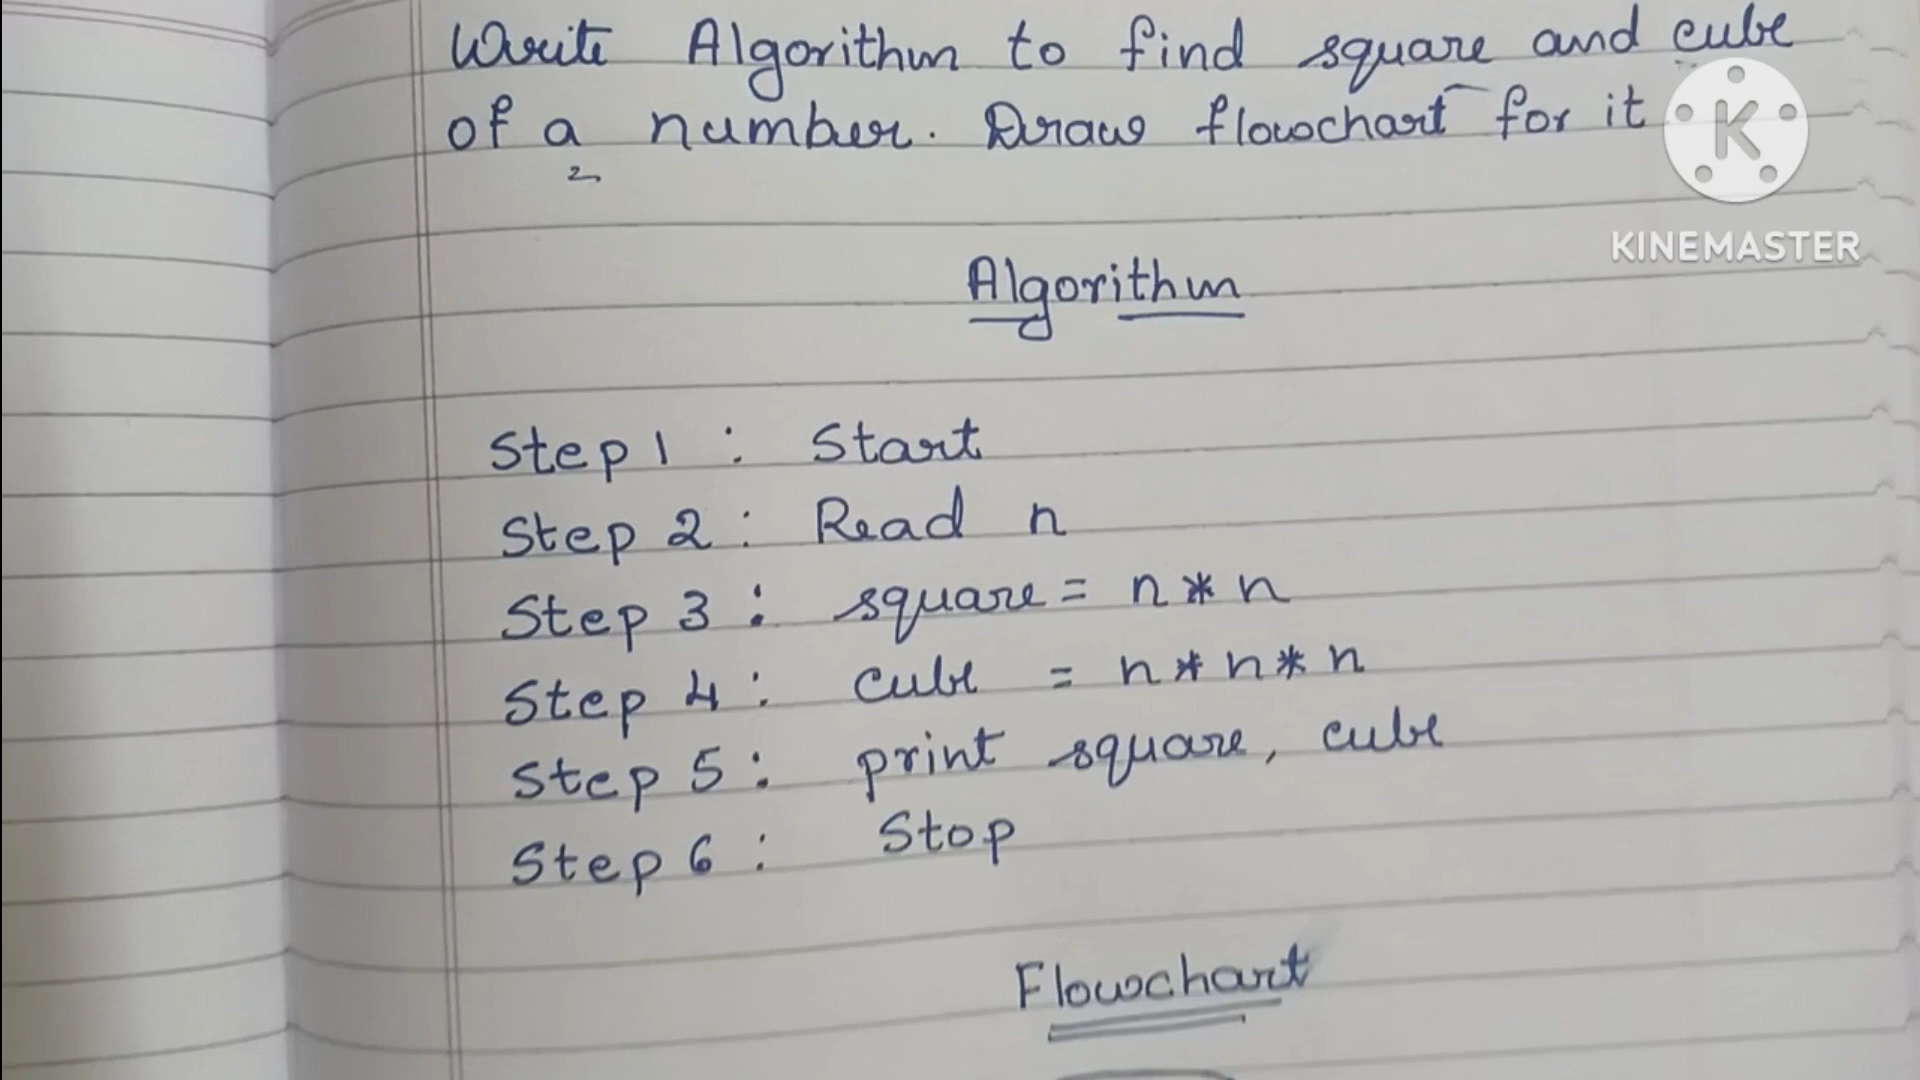 Write Algorithm to find square and cube
of a number. Draw flowchart for it
2
K
KINEMASTER
Algorithm
Step 1 : Start
Step 2 : Read n
Step 3 : square = n * n
Step 4 : cube = n * n * n
Step 5 : print square, cube
Step 6 : Stop
Flowchart